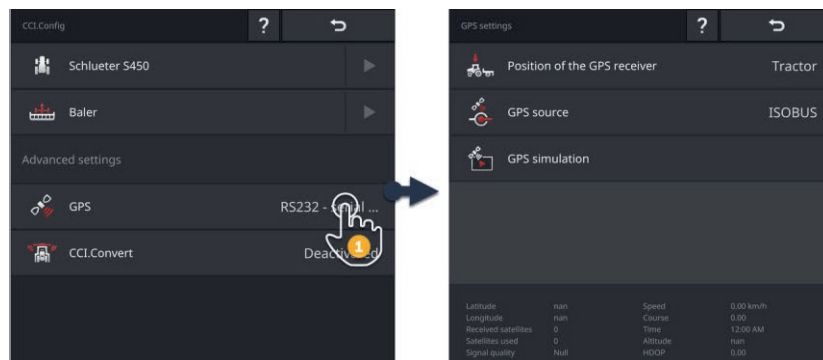 CCI.Config ?
Schlueter S450
Baler
Advanced settings
GPS RS232 - serial ...
CCI.Convert Deactivated
1
GPS settings ?
Position of the GPS receiver Tractor
GPS source ISOBUS
GPS simulation
Latitude nan Speed 0.00 km/h
Longitude nan Course 0.00
Received satellites 0 Time 12:00 AM
Satellites used 0 Altitude nan
Signal quality Null HDOP 0.00